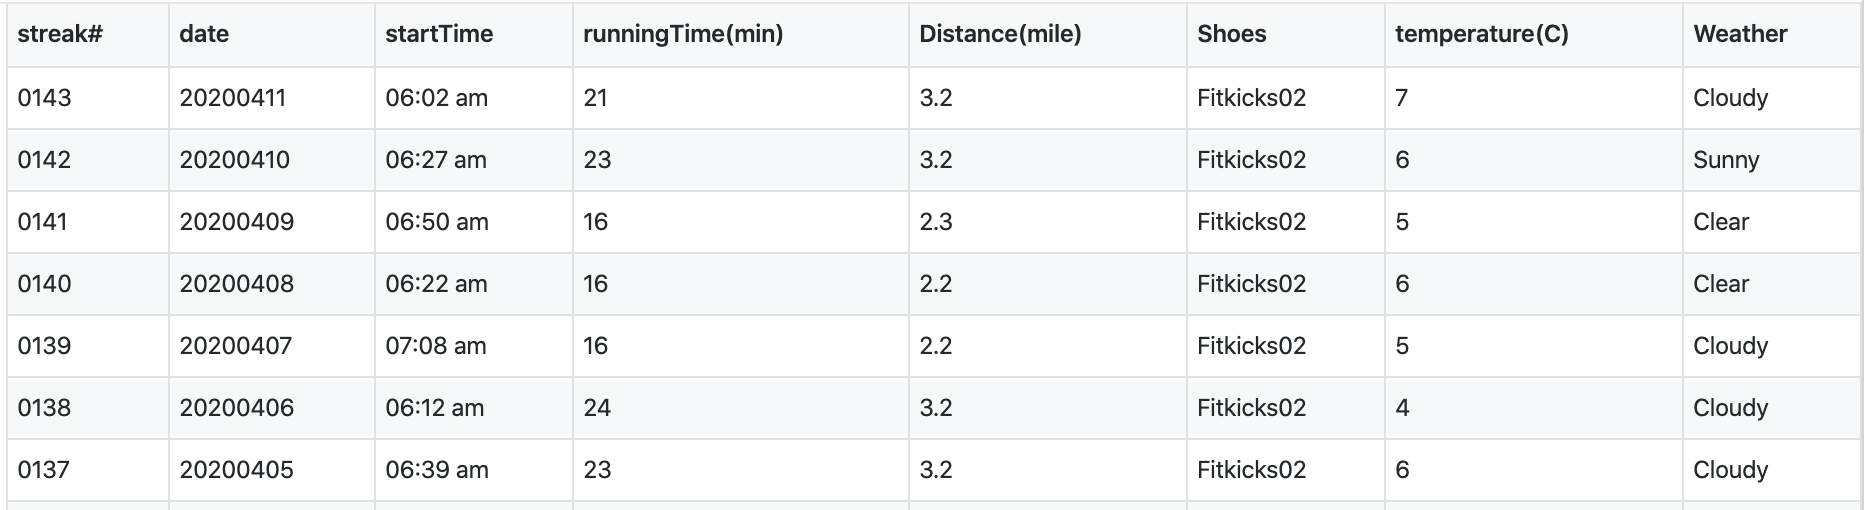 streak# date startTime runningTime(min) Distance(mile) Shoes temperature(C) Weather
0143 20200411 06:02 am 21 3.2 Fitkicks02 7 Cloudy
0142 20200410 06:27 am 23 3.2 Fitkicks02 6 Sunny
0141 20200409 06:50 am 16 2.3 Fitkicks02 5 Clear
0140 20200408 06:22 am 16 2.2 Fitkicks02 6 Clear
0139 20200407 07:08 am 16 2.2 Fitkicks02 5 Cloudy
0138 20200406 06:12 am 24 3.2 Fitkicks02 4 Cloudy
0137 20200405 06:39 am 23 3.2 Fitkicks02 6 Cloudy